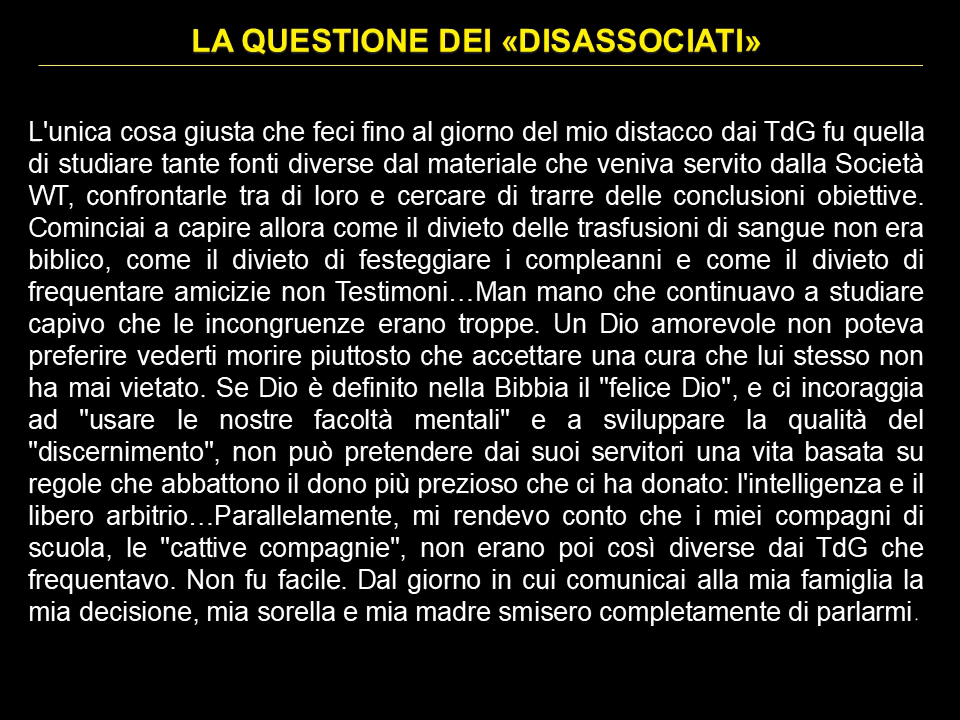 LA QUESTIONE DEI «DISASSOCIATI»
L'unica cosa giusta che feci fino al giorno del mio distacco dai TdG fu quella
di studiare tante fonti diverse dal materiale che veniva servito dalla Società
WT, confrontarle tra di loro e cercare di trarre delle conclusioni obiettive.
Cominciai a capire allora come il divieto delle trasfusioni di sangue non era
biblico, come il divieto di festeggiare i compleanni e come il divieto di
frequentare amicizie non Testimoni…Man mano che continuavo a studiare
capivo che le incongruenze erano troppe. Un Dio amorevole non poteva
preferire vederti morire piuttosto che accettare una cura che lui stesso non
ha mai vietato. Se Dio è definito nella Bibbia il "felice Dio", e ci incoraggia
ad "usare le nostre facoltà mentali" e a sviluppare la qualità del
"discernimento", non può pretendere dai suoi servitori una vita basata su
regole che abbattono il dono più prezioso che ci ha donato: l'intelligenza e il
libero arbitrio…Parallelamente, mi rendevo conto che i miei compagni di
scuola, le "cattive compagnie", non erano poi così diverse dai TdG che
frequentavo. Non fu facile. Dal giorno in cui comunicai alla mia famiglia la
mia decisione, mia sorella e mia madre smisero completamente di parlarmi.